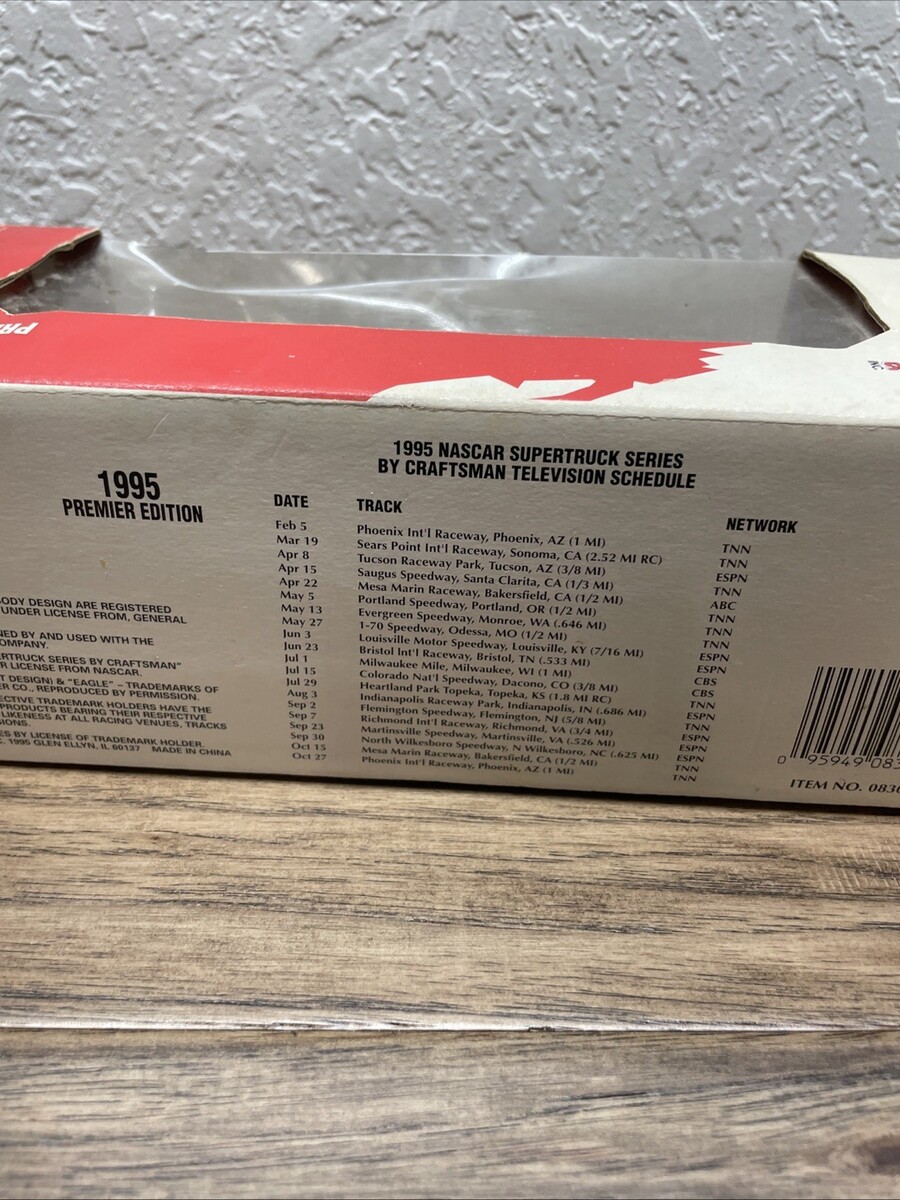 PR
INC
1995
PREMIER EDITION
ODY DESIGN ARE REGISTERED
UNDER LICENSE FROM, GENERAL
NED BY AND USED WITH THE
OMPANY.
ERTRUCK SERIES BY CRAFTSMAN"
R LICENSE FROM NASCAR.
T DESIGN) & "EAGLE" – TRADEMARKS OF
ER CO., REPRODUCED BY PERMISSION.
ECTIVE TRADEMARK HOLDERS HAVE THE
PRODUCTS BEARING THEIR RESPECTIVE
LIKENESS AT ALL RACING VENUES, TRACKS
IONS.
ES BY LICENSE OF TRADEMARK HOLDER.
C. 1995 GLEN ELLYN, IL 60137 MADE IN CHINA
1995 NASCAR SUPERTRUCK SERIES
BY CRAFTSMAN TELEVISION SCHEDULE
DATE TRACK NETWORK
Feb 5 Phoenix Int'l Raceway, Phoenix, AZ (1 MI) TNN
Mar 19 Sears Point Int'l Raceway, Sonoma, CA (2.52 MI RC) TNN
Apr 8 Tucson Raceway Park, Tucson, AZ (3/8 MI) ESPN
Apr 15 Saugus Speedway, Santa Clarita, CA (1/3 MI) TNN
Apr 22 Mesa Marin Raceway, Bakersfield, CA (1/2 MI) ABC
May 5 Portland Speedway, Portland, OR (1/2 MI) TNN
May 13 Evergreen Speedway, Monroe, WA (.646 MI) TNN
May 27 1-70 Speedway, Odessa, MO (1/2 MI) TNN
Jun 3 Louisville Motor Speedway, Louisville, KY (7/16 MI) ESPN
Jun 23 Bristol Int'l Raceway, Bristol, TN (.533 MI) ESPN
Jul 1 Milwaukee Mile, Milwaukee, WI (1 MI) CBS
Jul 15 Colorado Nat'l Speedway, Dacono, CO (3/8 MI) CBS
Jul 29 Heartland Park Topeka, Topeka, KS (1.8 MI RC) TNN
Aug 3 Indianapolis Raceway Park, Indianapolis, IN (.686 MI) ESPN
Sep 2 Flemington Speedway, Flemington, NJ (5/8 MI) TNN
Sep 7 Richmond Int'l Raceway, Richmond, VA (3/4 MI) ESPN
Sep 23 Martinsville Speedway, Martinsville, VA (.526 MI) ESPN
Sep 30 North Wilkesboro Speedway, N Wilkesboro, NC (.625 MI) ESPN
Oct 15 Mesa Marin Raceway, Bakersfield, CA (1/2 MI) TNN
Oct 27 Phoenix Int'l Raceway, Phoenix, AZ (1 MI) TNN
0 95949 083
ITEM NO. 083